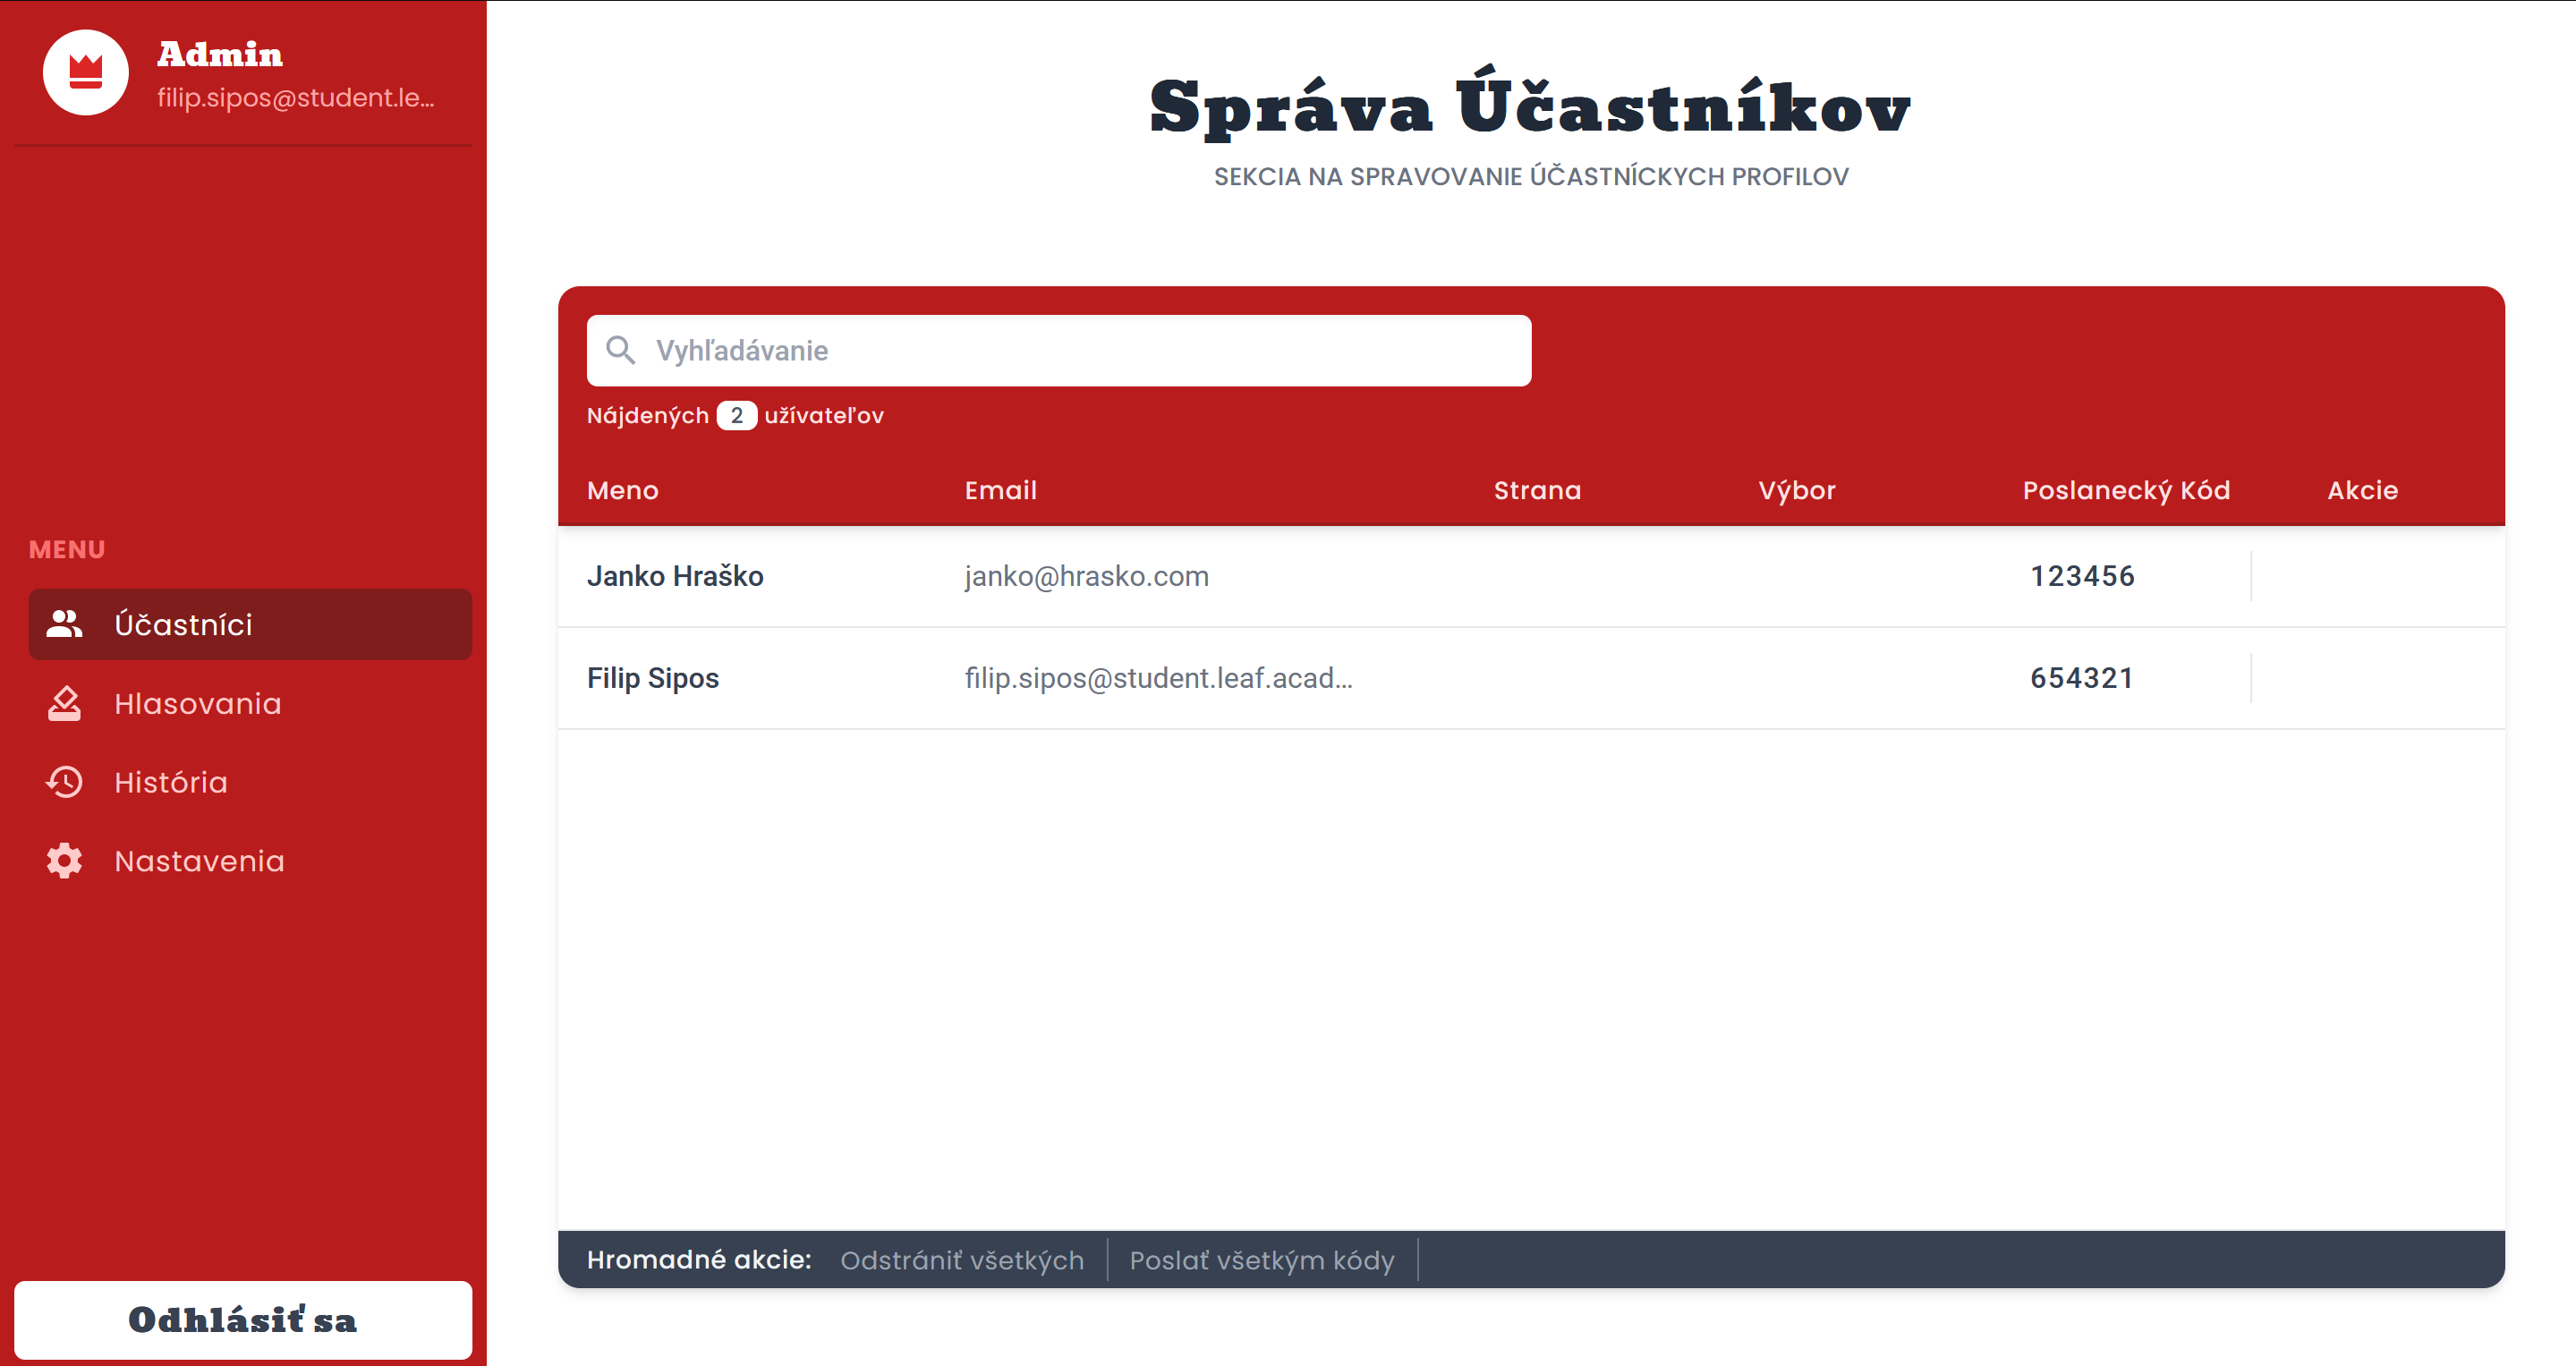 Admin
filip.sipos@student.le...
MENU
Účastníci
Hlasovania
História
Nastavenia
Odhlásiť sa
Správa Účastníkov
SEKCIA NA SPRAVOVANIE ÚČASTNÍCKYCH PROFILOV
Vyhľadávanie
Nájdených 2 užívateľov
Meno Email Strana Výbor Poslanecký Kód Akcie
Janko Hraško janko@hrasko.com 123456
Filip Sipos filip.sipos@student.leaf.acad... 654321
Hromadné akcie: Odstrániť všetkých Poslať všetkým kódy